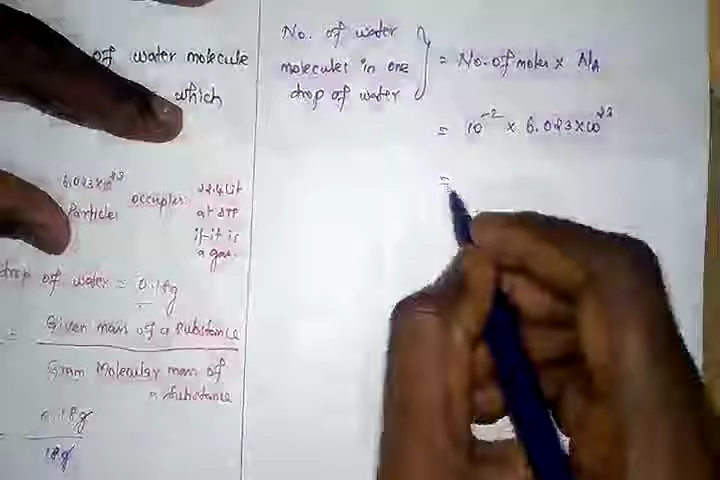 of water molecule
which
6.023×10²³
Particles occupies 22.4 lit
at STP
if it is
a gas.
drop of water = 0.18g
= Given mass of a substance
Gram Molecular mass of
a substance
0.18g
18g
No. of water
molecules in one
drop of water
= No. of moles × NA
= 10⁻² × 6.023×10²³
=